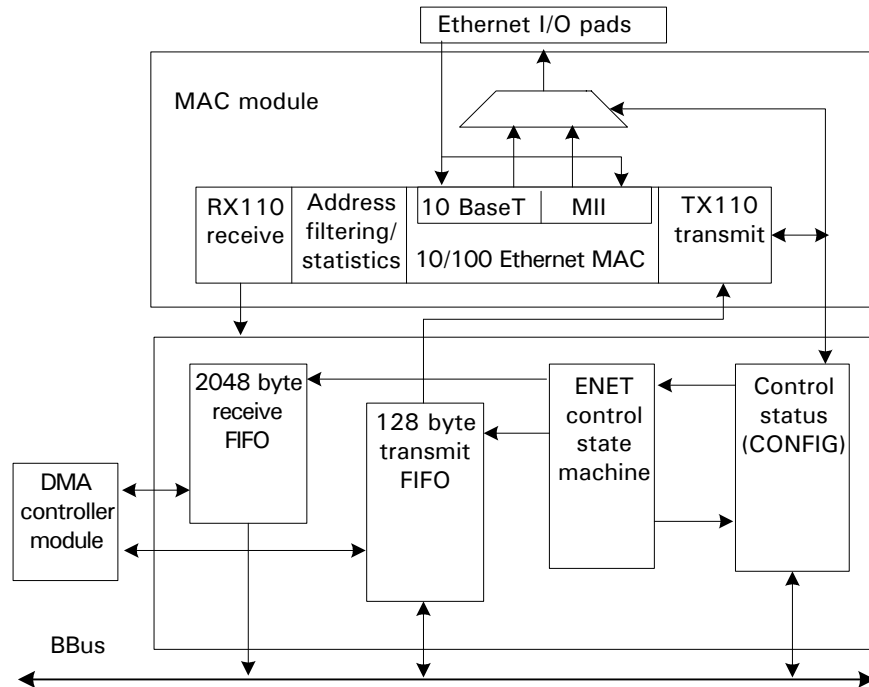 Ethernet I/O pads
MAC module
RX110
receive
Address
filtering/
statistics
10 BaseT
MII
10/100 Ethernet MAC
TX110
transmit
2048 byte
receive
FIFO
128 byte
transmit
FIFO
ENET
control
state
machine
Control
status
(CONFIG)
DMA
controller
module
BBus